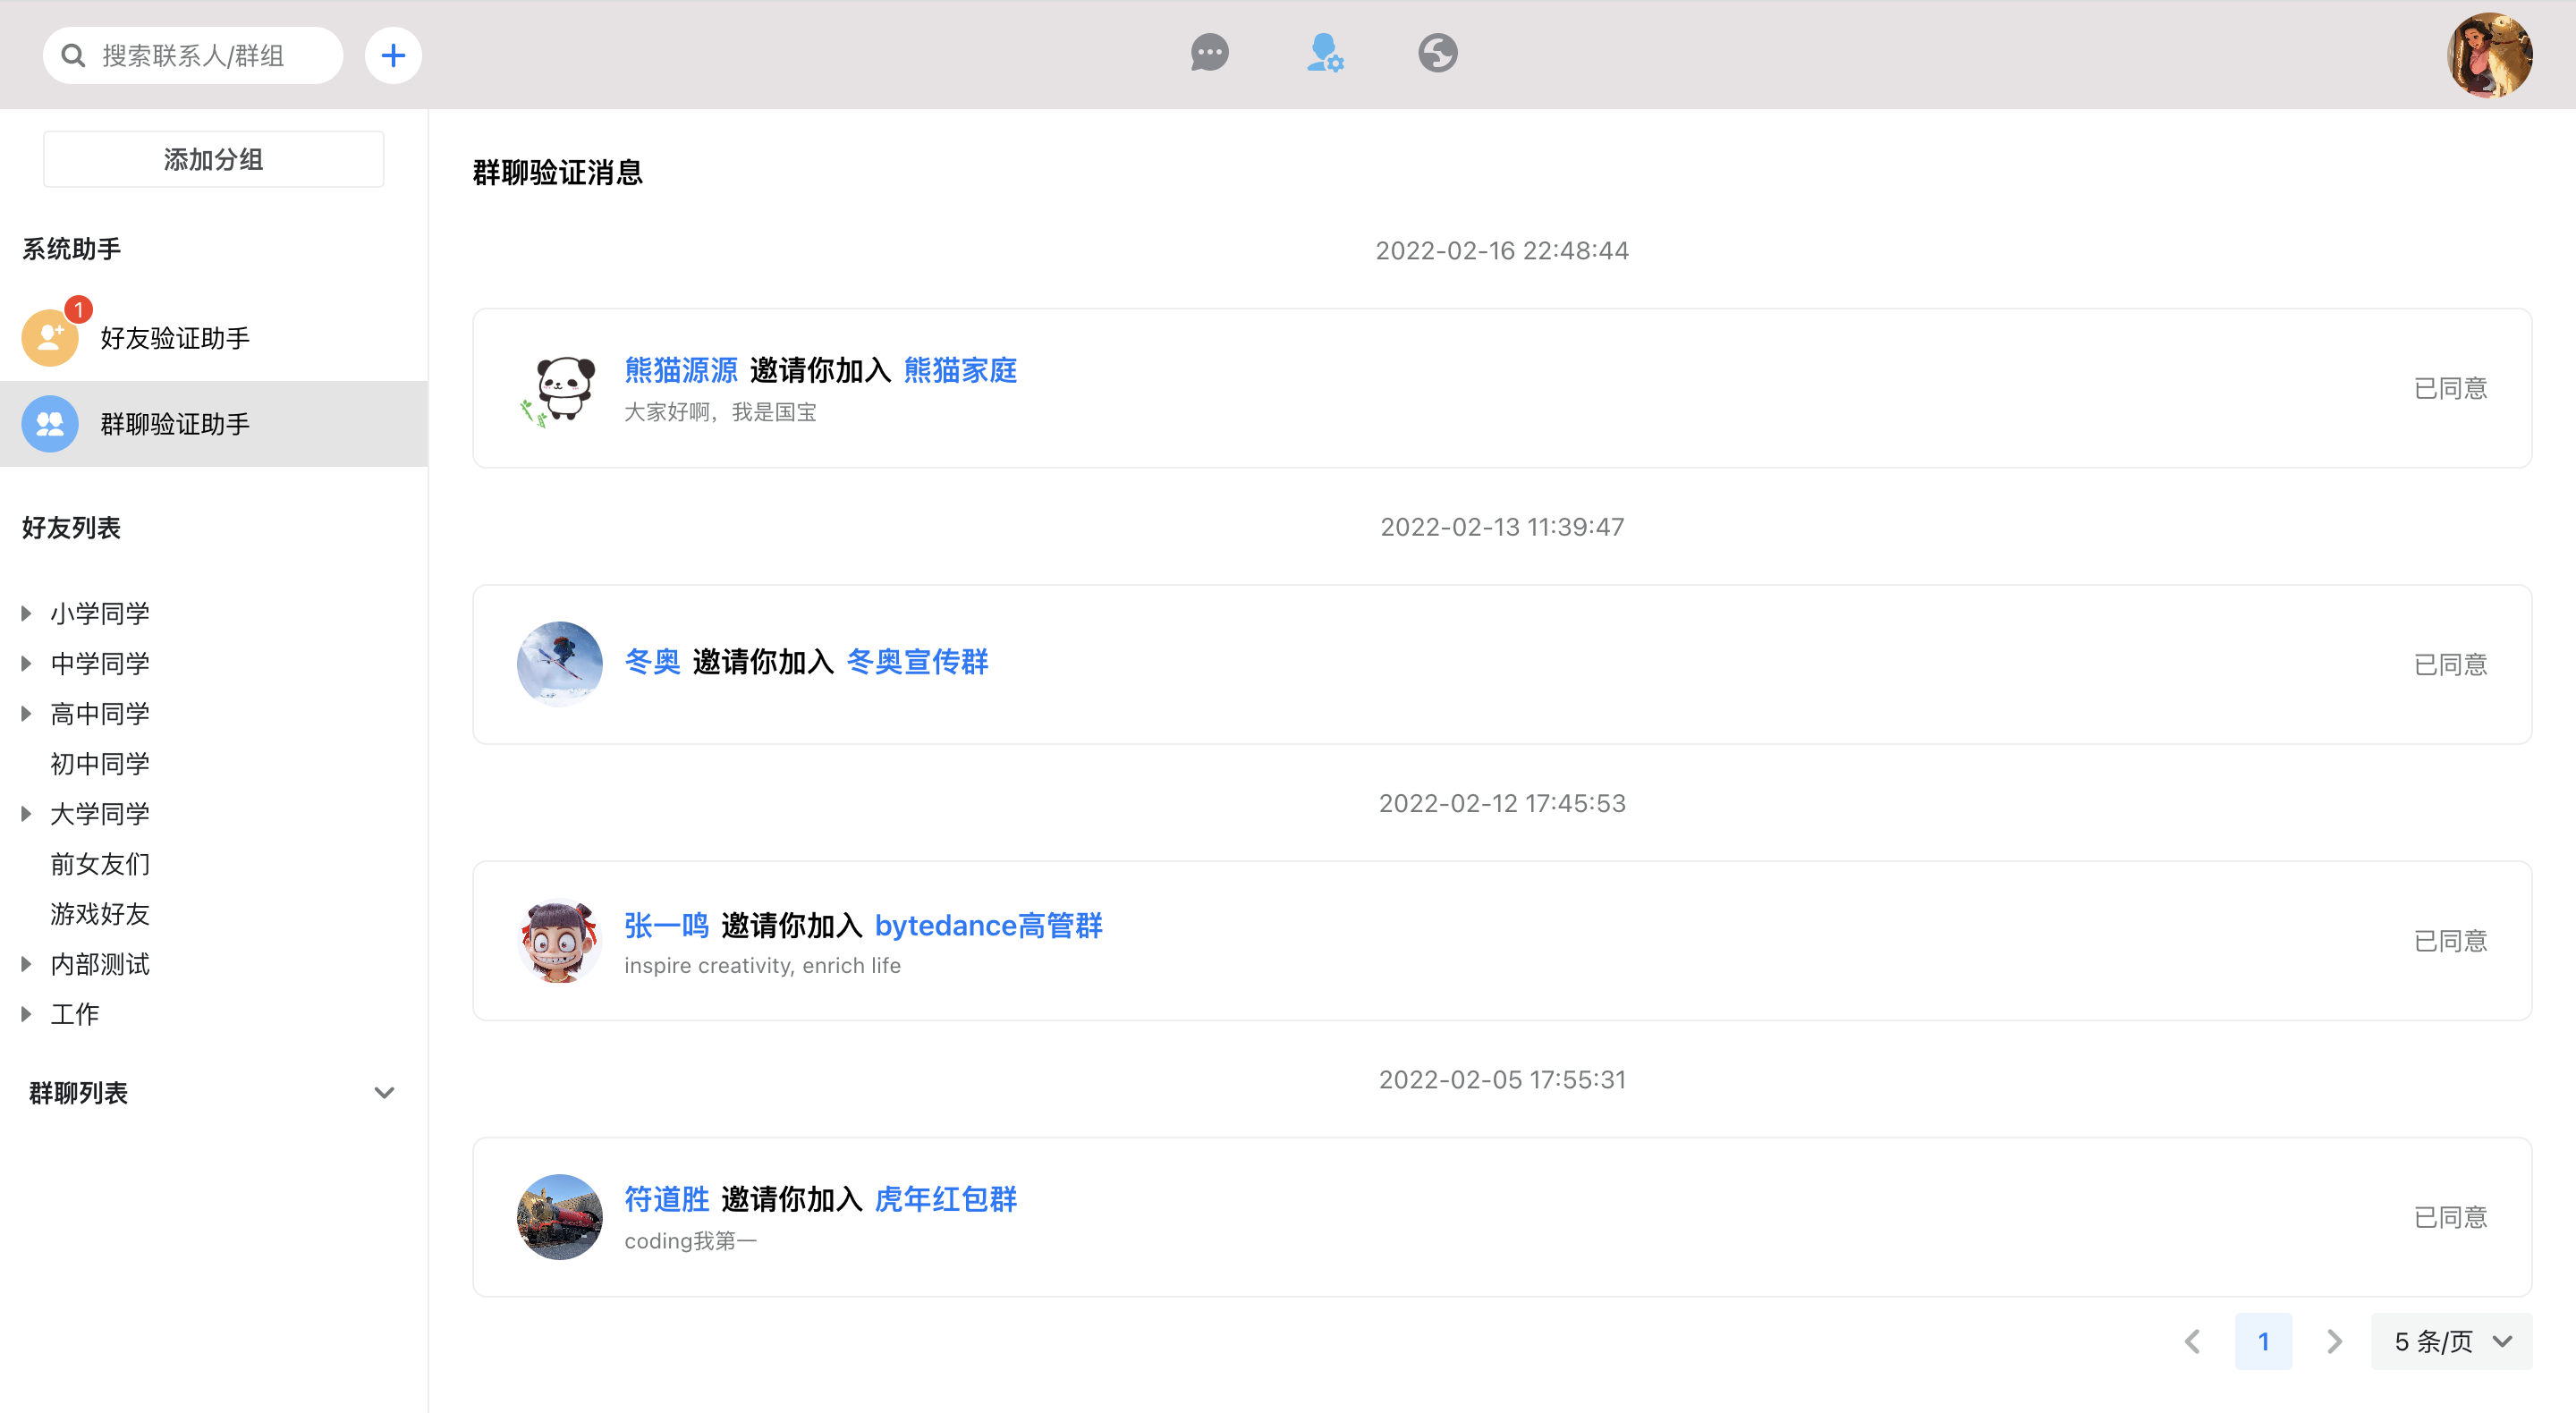 搜索联系人/群组
添加分组
系统助手
1
好友验证助手
群聊验证助手
好友列表
小学同学
中学同学
高中同学
初中同学
大学同学
前女友们
游戏好友
内部测试
工作
群聊列表
群聊验证消息
2022-02-16 22:48:44
熊猫源源 邀请你加入 熊猫家庭
大家好啊，我是国宝
已同意
2022-02-13 11:39:47
冬奥 邀请你加入 冬奥宣传群
已同意
2022-02-12 17:45:53
张一鸣 邀请你加入 bytedance高管群
inspire creativity, enrich life
已同意
2022-02-05 17:55:31
符道胜 邀请你加入 虎年红包群
coding我第一
已同意
1
5 条/页